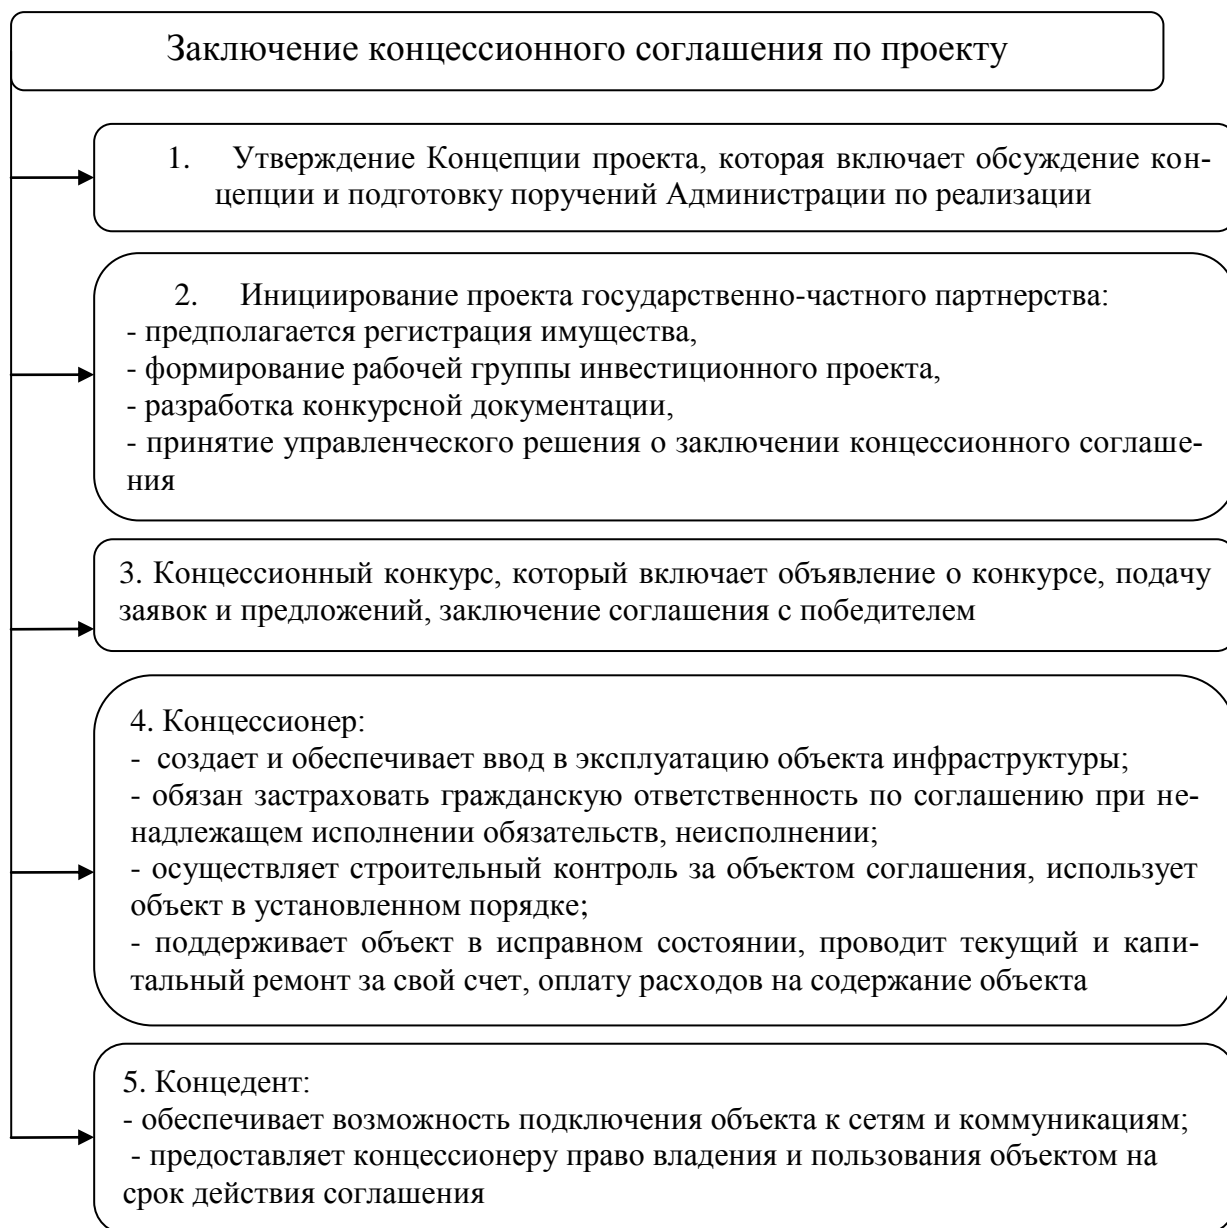 Заключение концессионного соглашения по проекту
1. Утверждение Концепции проекта, которая включает обсуждение кон-
цепции и подготовку поручений Администрации по реализации
2. Инициирование проекта государственно-частного партнерства:
- предполагается регистрация имущества,
- формирование рабочей группы инвестиционного проекта,
- разработка конкурсной документации,
- принятие управленческого решения о заключении концессионного соглаше-
ния
3. Концессионный конкурс, который включает объявление о конкурсе, подачу
заявок и предложений, заключение соглашения с победителем
4. Концессионер:
- создает и обеспечивает ввод в эксплуатацию объекта инфраструктуры;
- обязан застраховать гражданскую ответственность по соглашению при не-
надлежащем исполнении обязательств, неисполнении;
- осуществляет строительный контроль за объектом соглашения, использует
объект в установленном порядке;
- поддерживает объект в исправном состоянии, проводит текущий и капи-
тальный ремонт за свой счет, оплату расходов на содержание объекта
5. Концедент:
- обеспечивает возможность подключения объекта к сетям и коммуникациям;
- предоставляет концессионеру право владения и пользования объектом на
срок действия соглашения